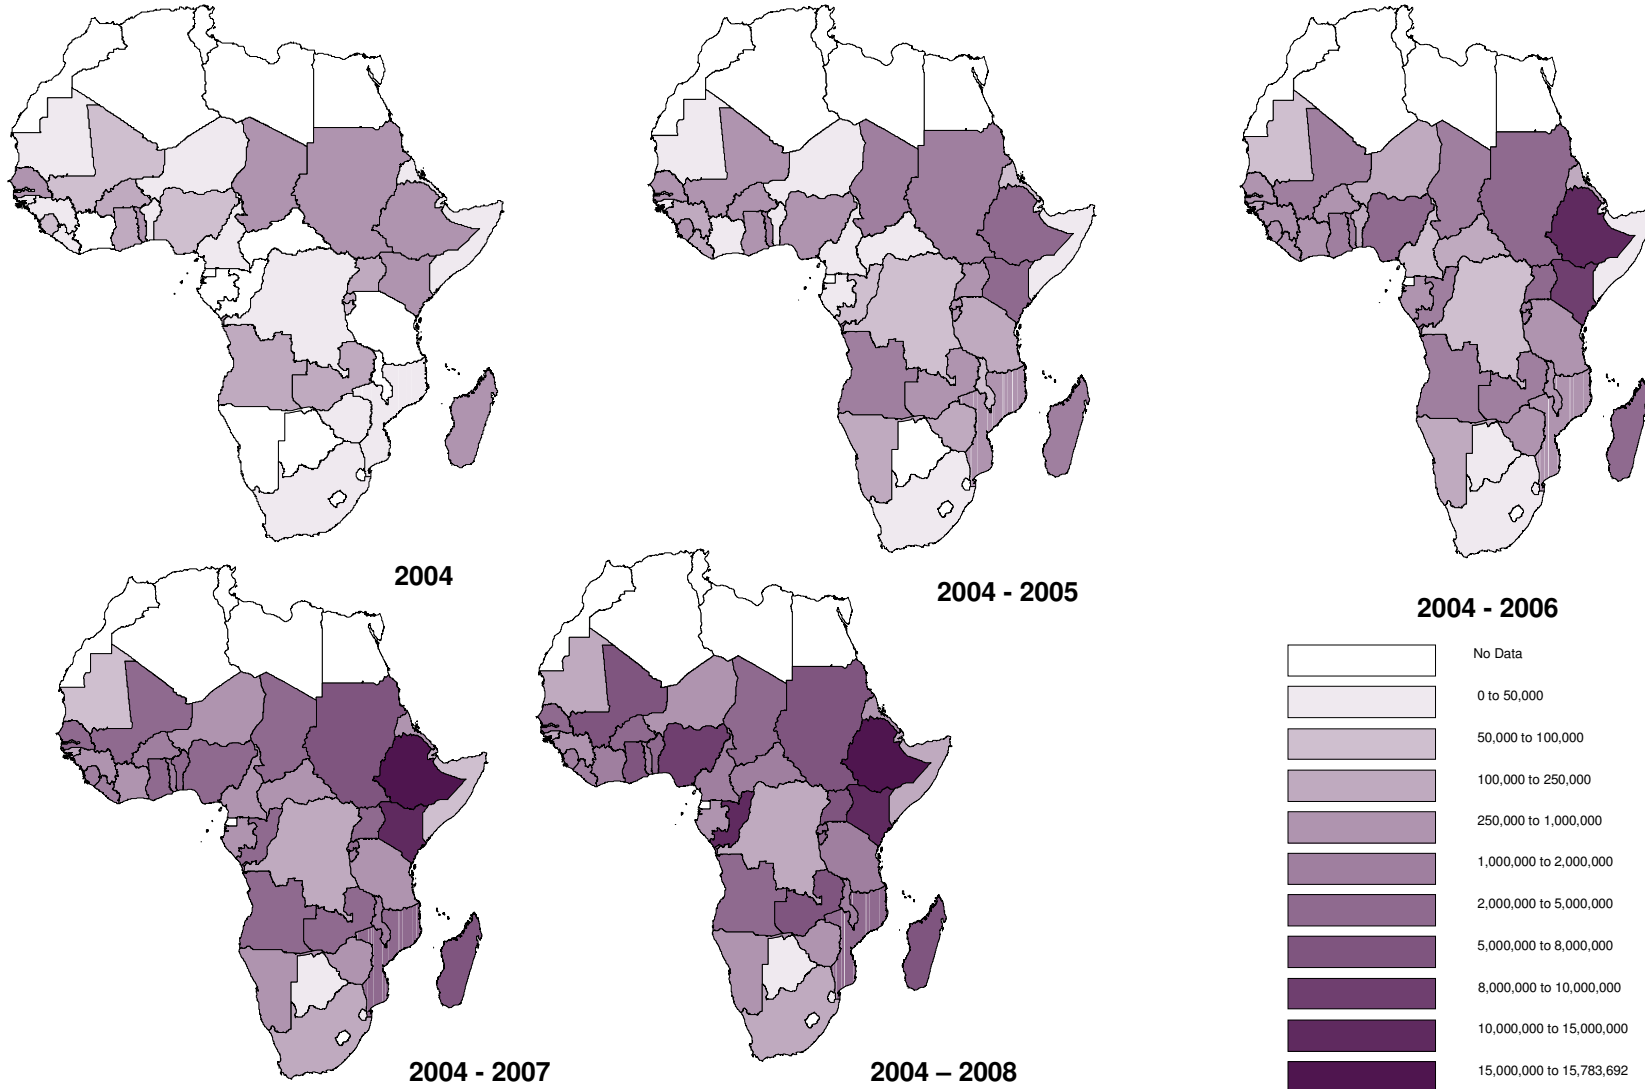 2004
2004 - 2005
2004 - 2006
No Data
0 to 50,000
50,000 to 100,000
100,000 to 250,000
250,000 to 1,000,000
1,000,000 to 2,000,000
2,000,000 to 5,000,000
5,000,000 to 8,000,000
8,000,000 to 10,000,000
10,000,000 to 15,000,000
15,000,000 to 15,783,692
2004 - 2007
2004 – 2008